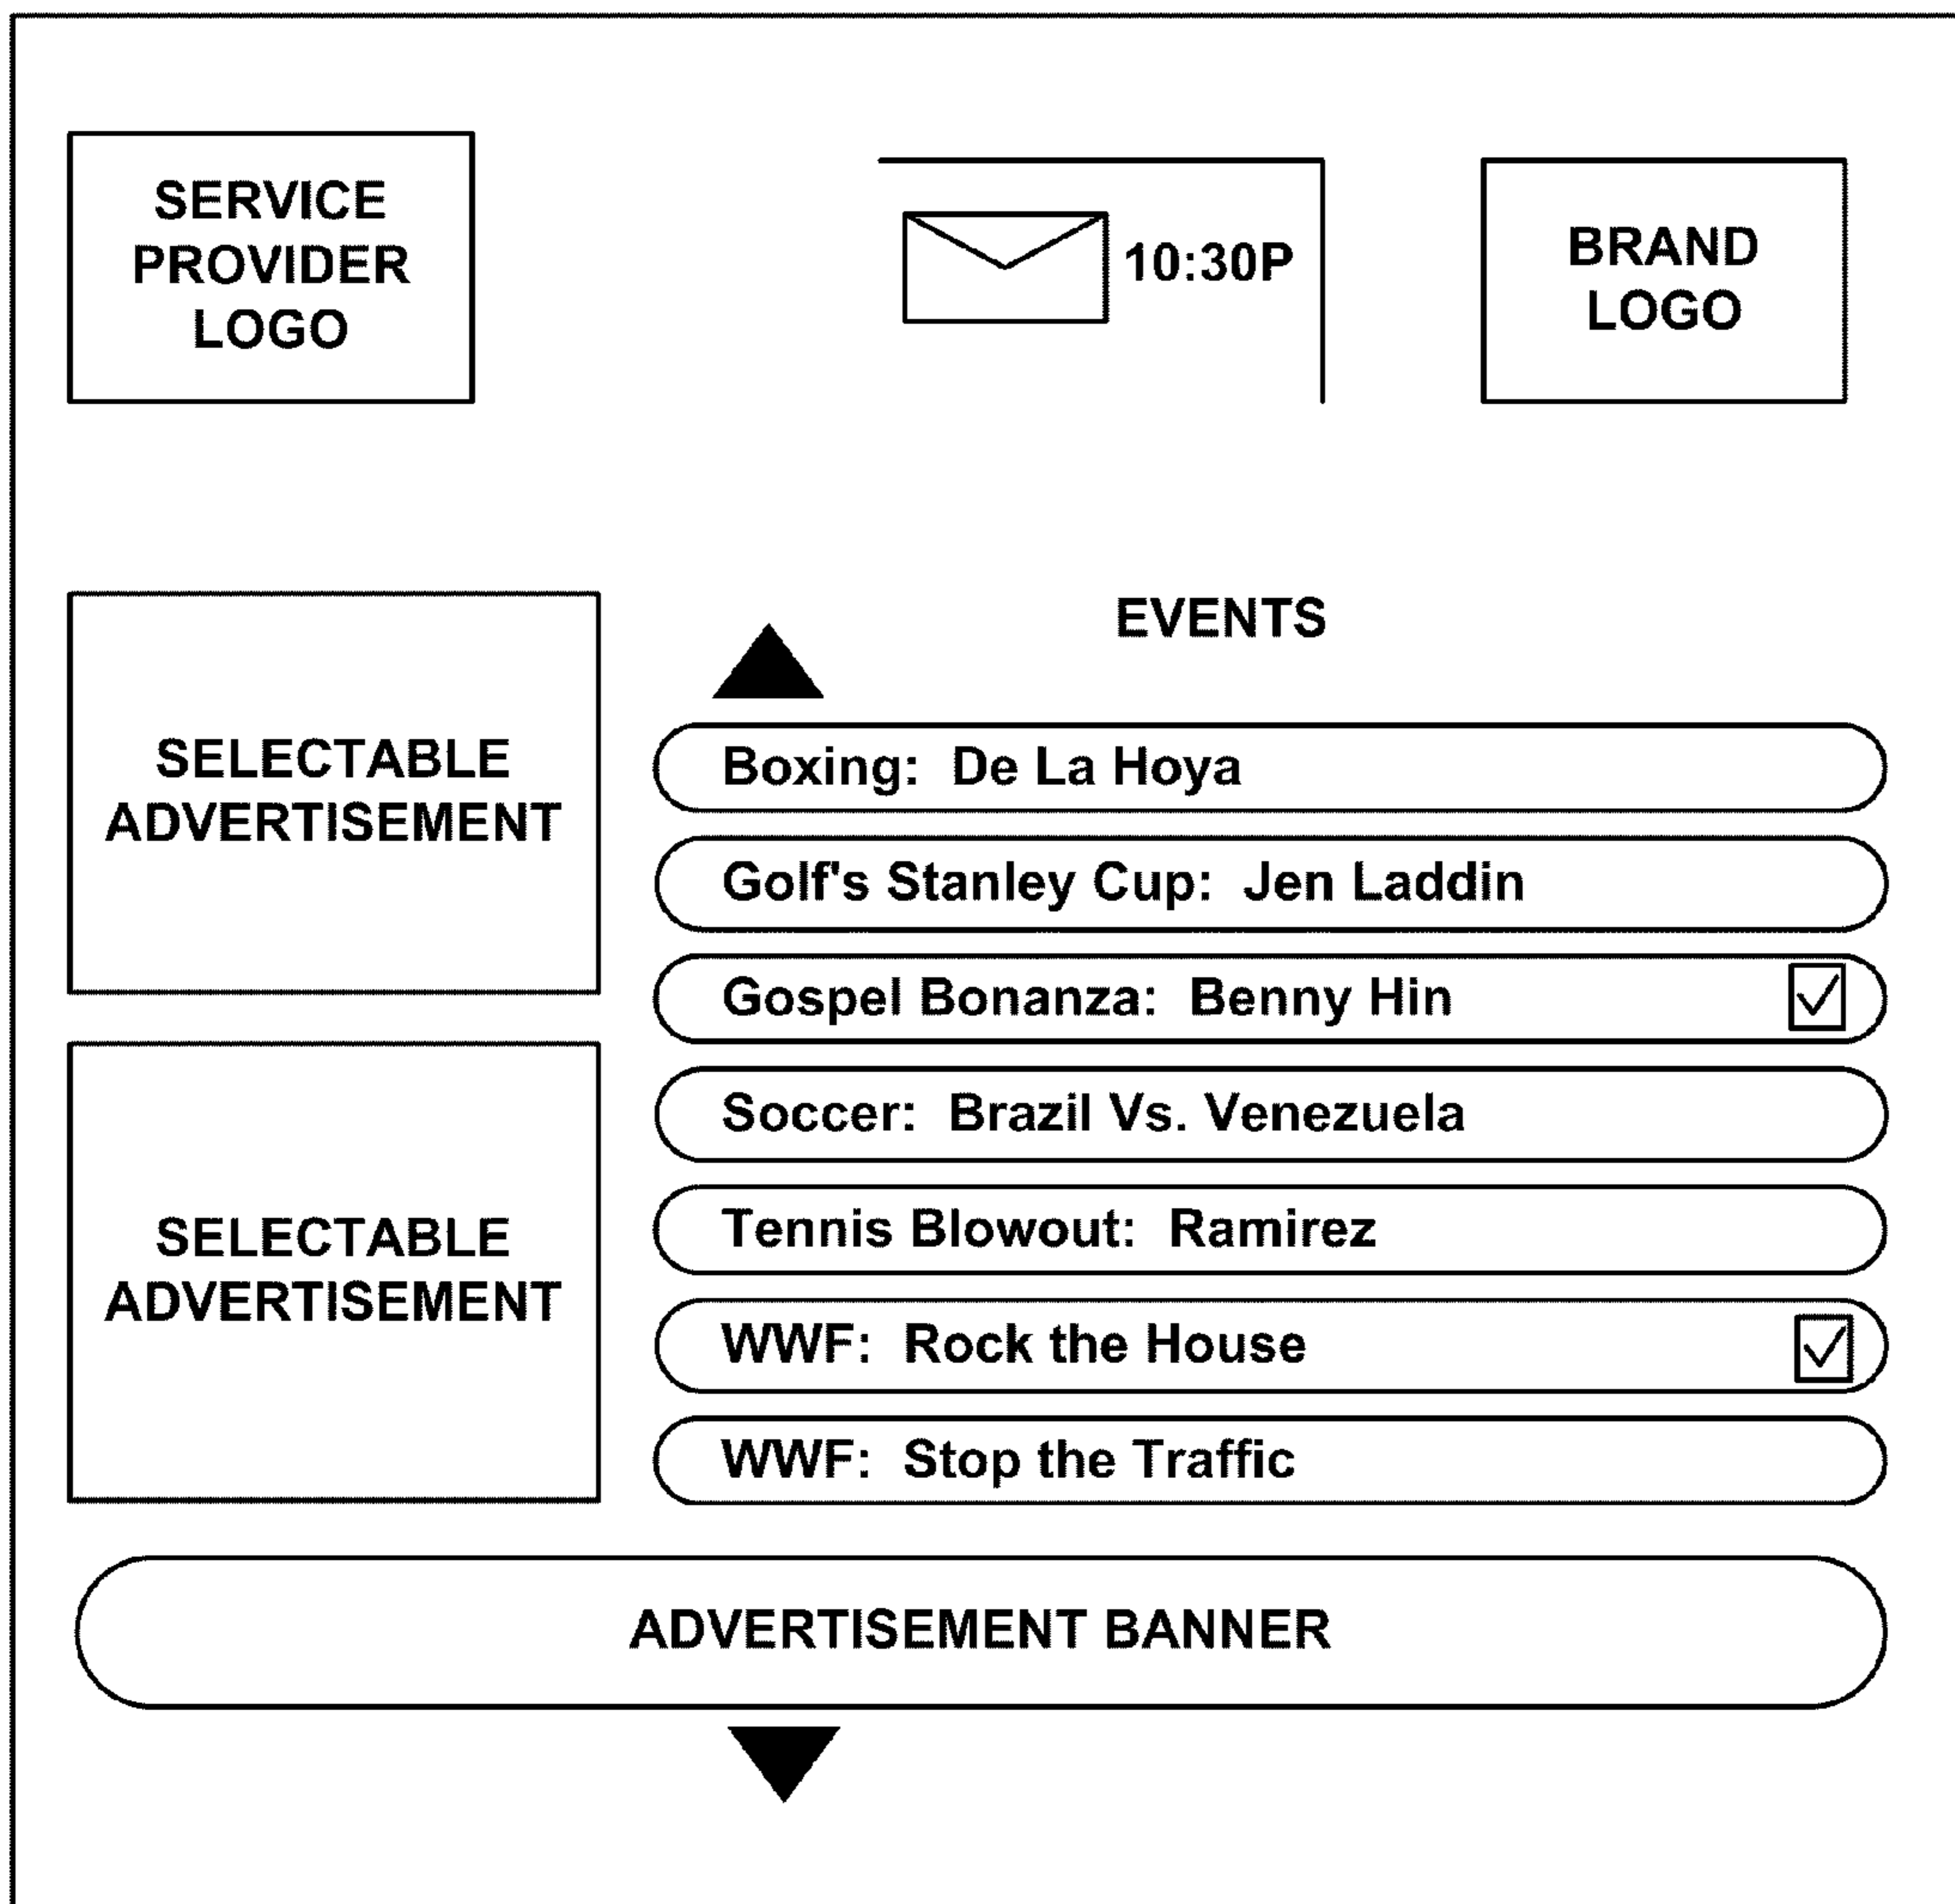 SERVICE
PROVIDER
LOGO
10:30P
BRAND
LOGO
EVENTS
SELECTABLE
ADVERTISEMENT
Boxing: De La Hoya
Golf's Stanley Cup: Jen Laddin
Gospel Bonanza: Benny Hin
SELECTABLE
ADVERTISEMENT
Soccer: Brazil Vs. Venezuela
Tennis Blowout: Ramirez
WWF: Rock the House
WWF: Stop the Traffic
ADVERTISEMENT BANNER